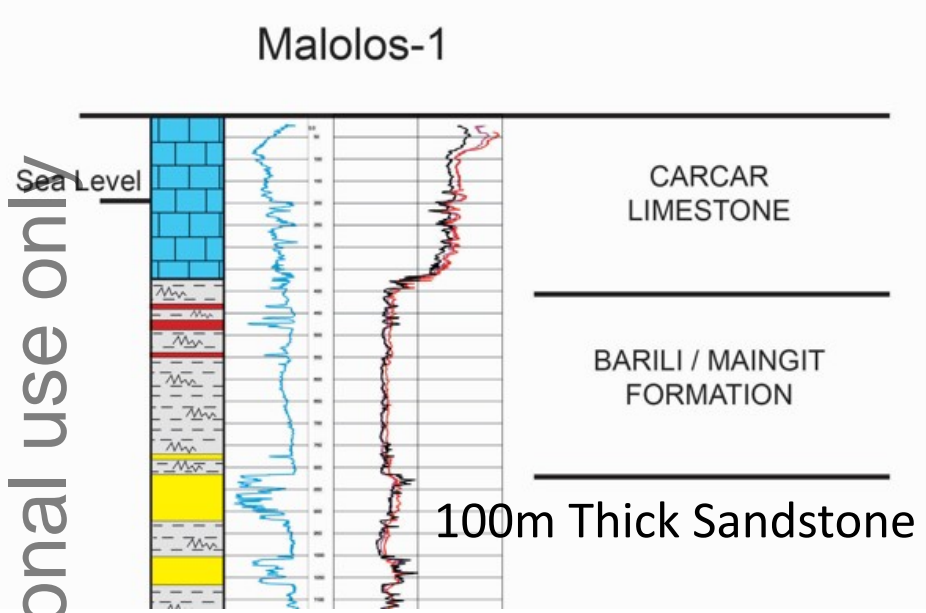 Malolos-1
Sea Level
CARCAR
LIMESTONE
BARILI / MAINGIT
FORMATION
100m Thick Sandstone
onal use only